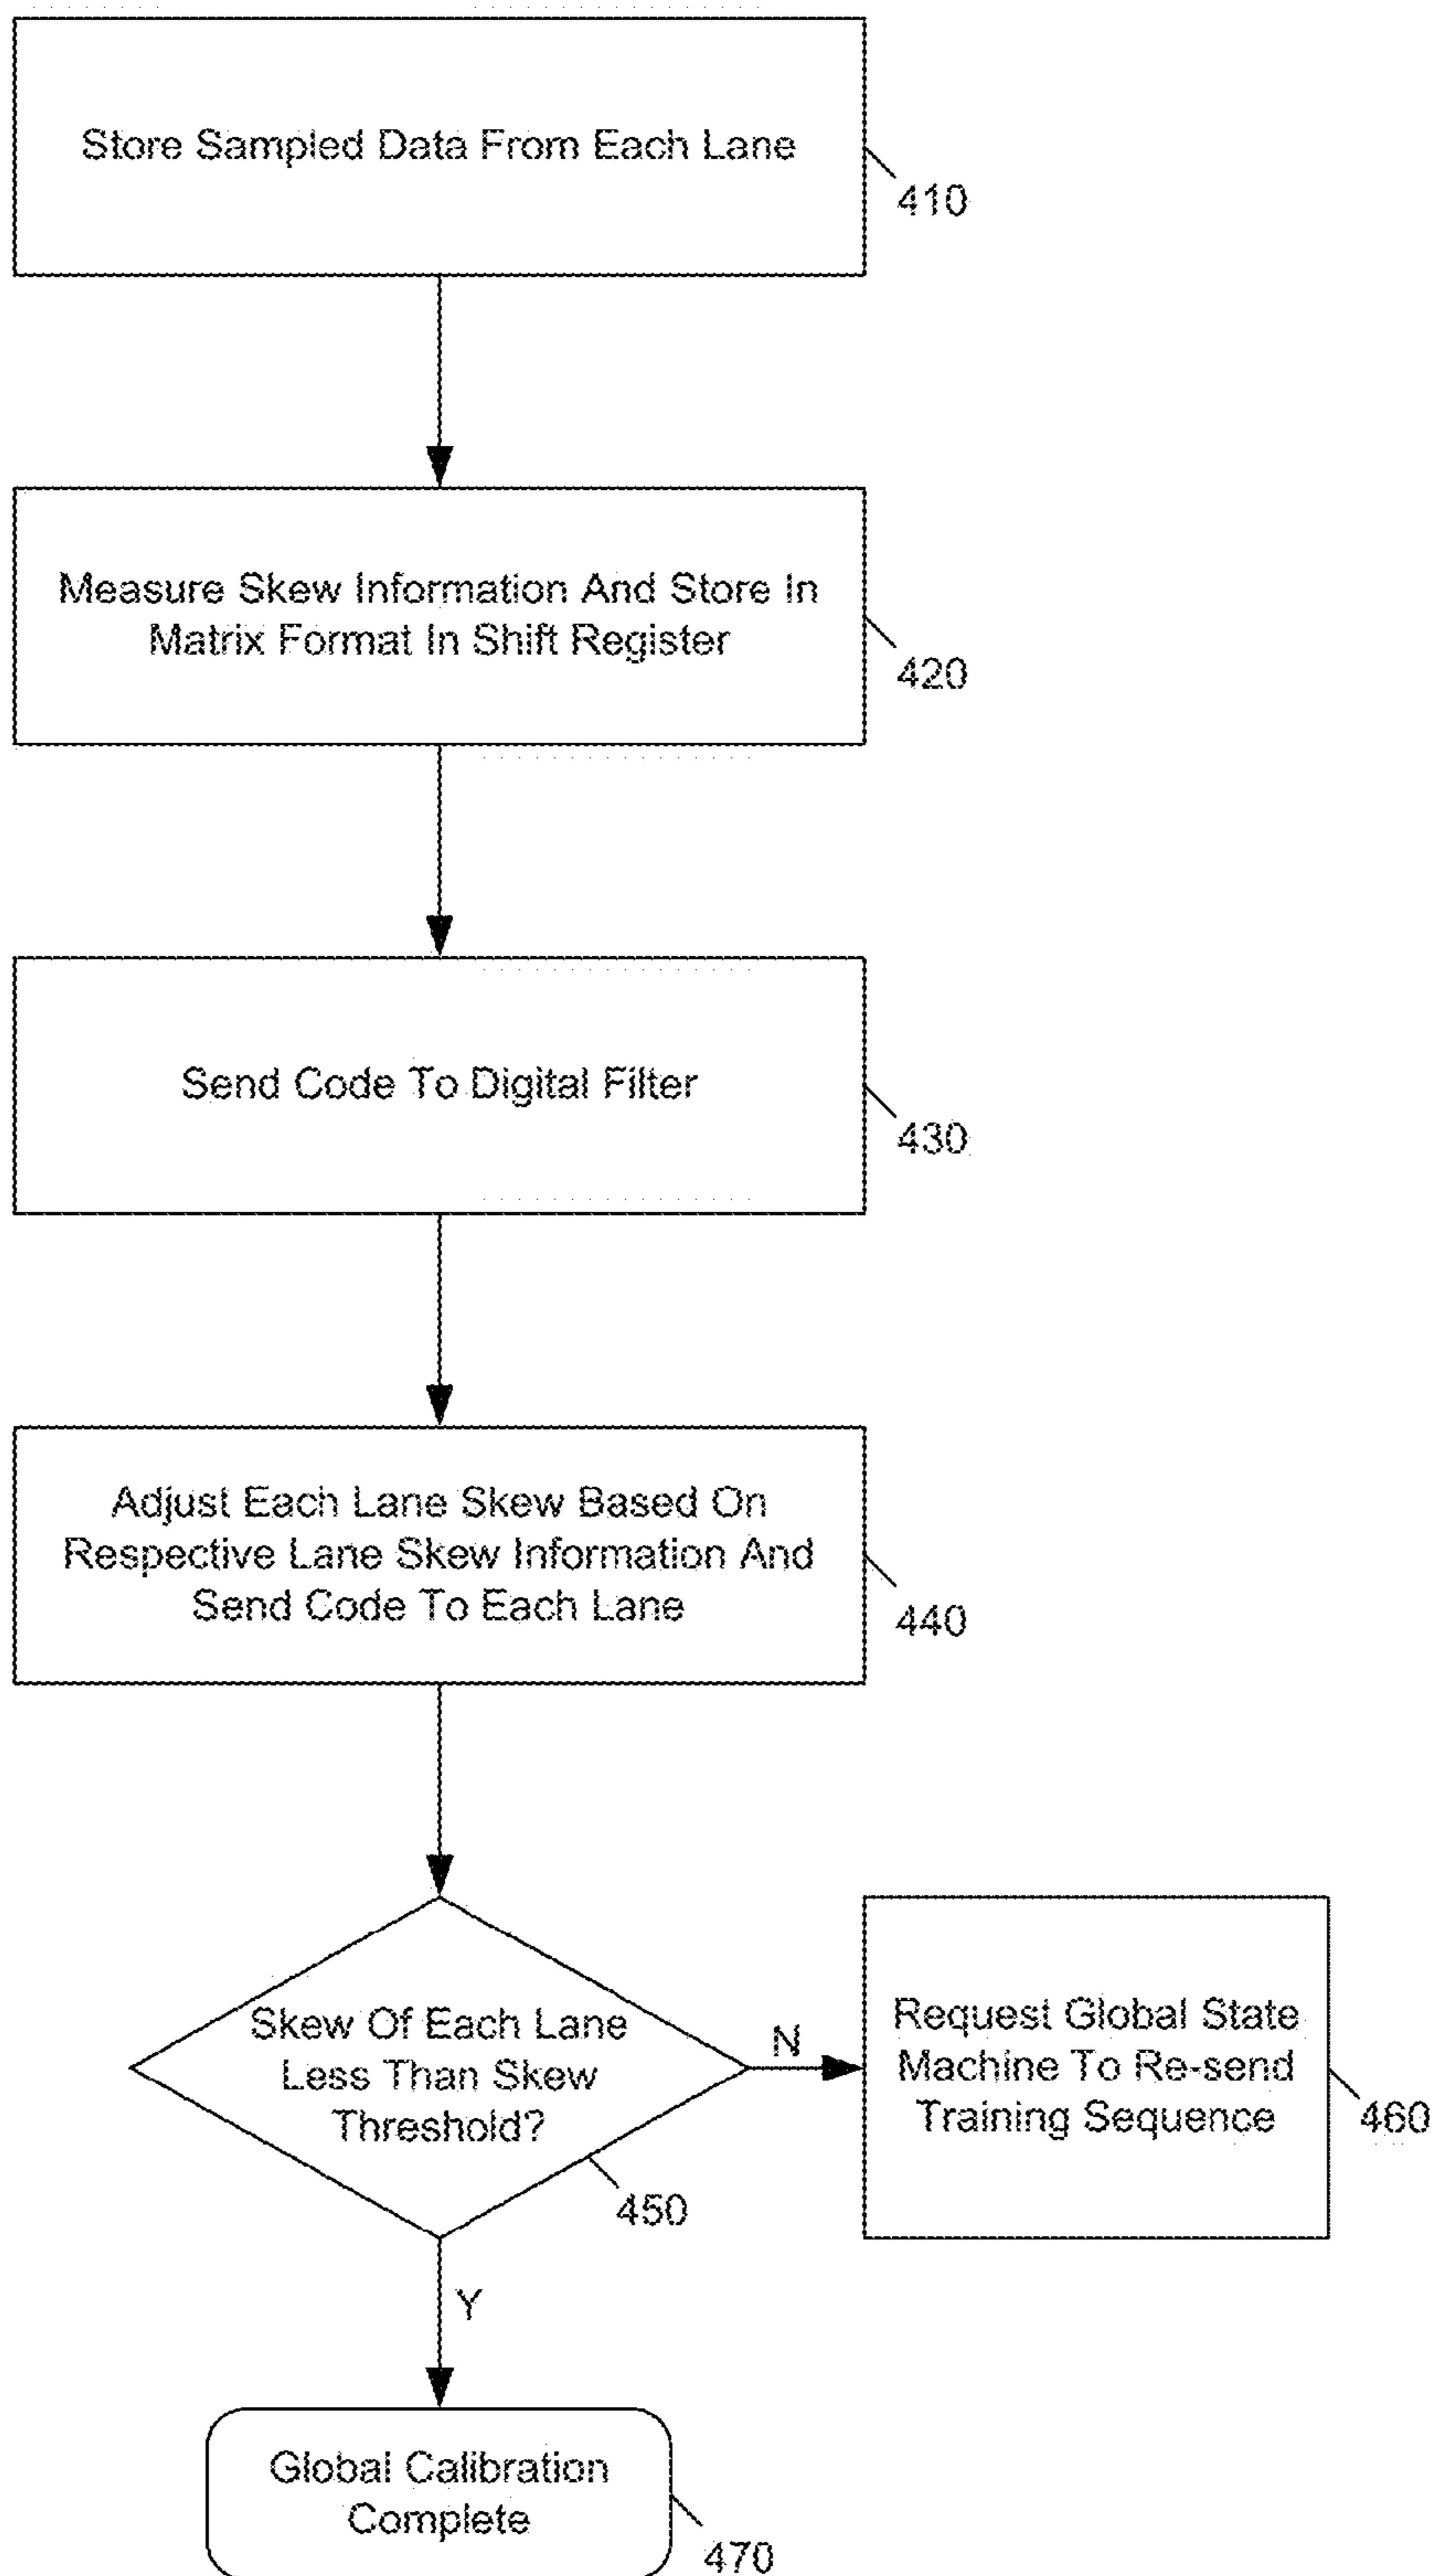 Store Sampled Data From Each Lane
410
Measure Skew Information And Store In
Matrix Format In Shift Register
420
Send Code To Digital Filter
430
Adjust Each Lane Skew Based On
Respective Lane Skew Information And
Send Code To Each Lane
440
Skew Of Each Lane
Less Than Skew
Threshold?
450
N
Request Global State
Machine To Re-send
Training Sequence
460
Y
Global Calibration
Complete
470